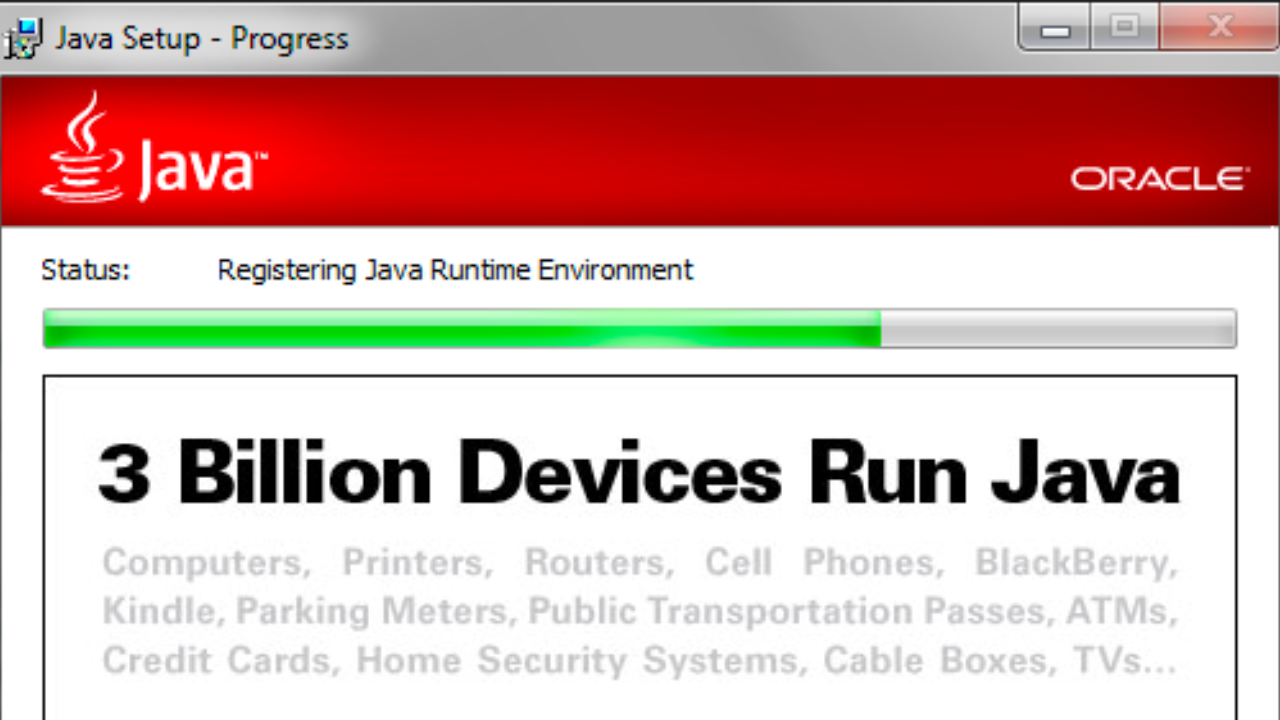 Java Setup - Progress
Java™
ORACLE®
Status: Registering Java Runtime Environment
3 Billion Devices Run Java
Computers, Printers, Routers, Cell Phones, BlackBerry,
Kindle, Parking Meters, Public Transportation Passes, ATMs,
Credit Cards, Home Security Systems, Cable Boxes, TVs...